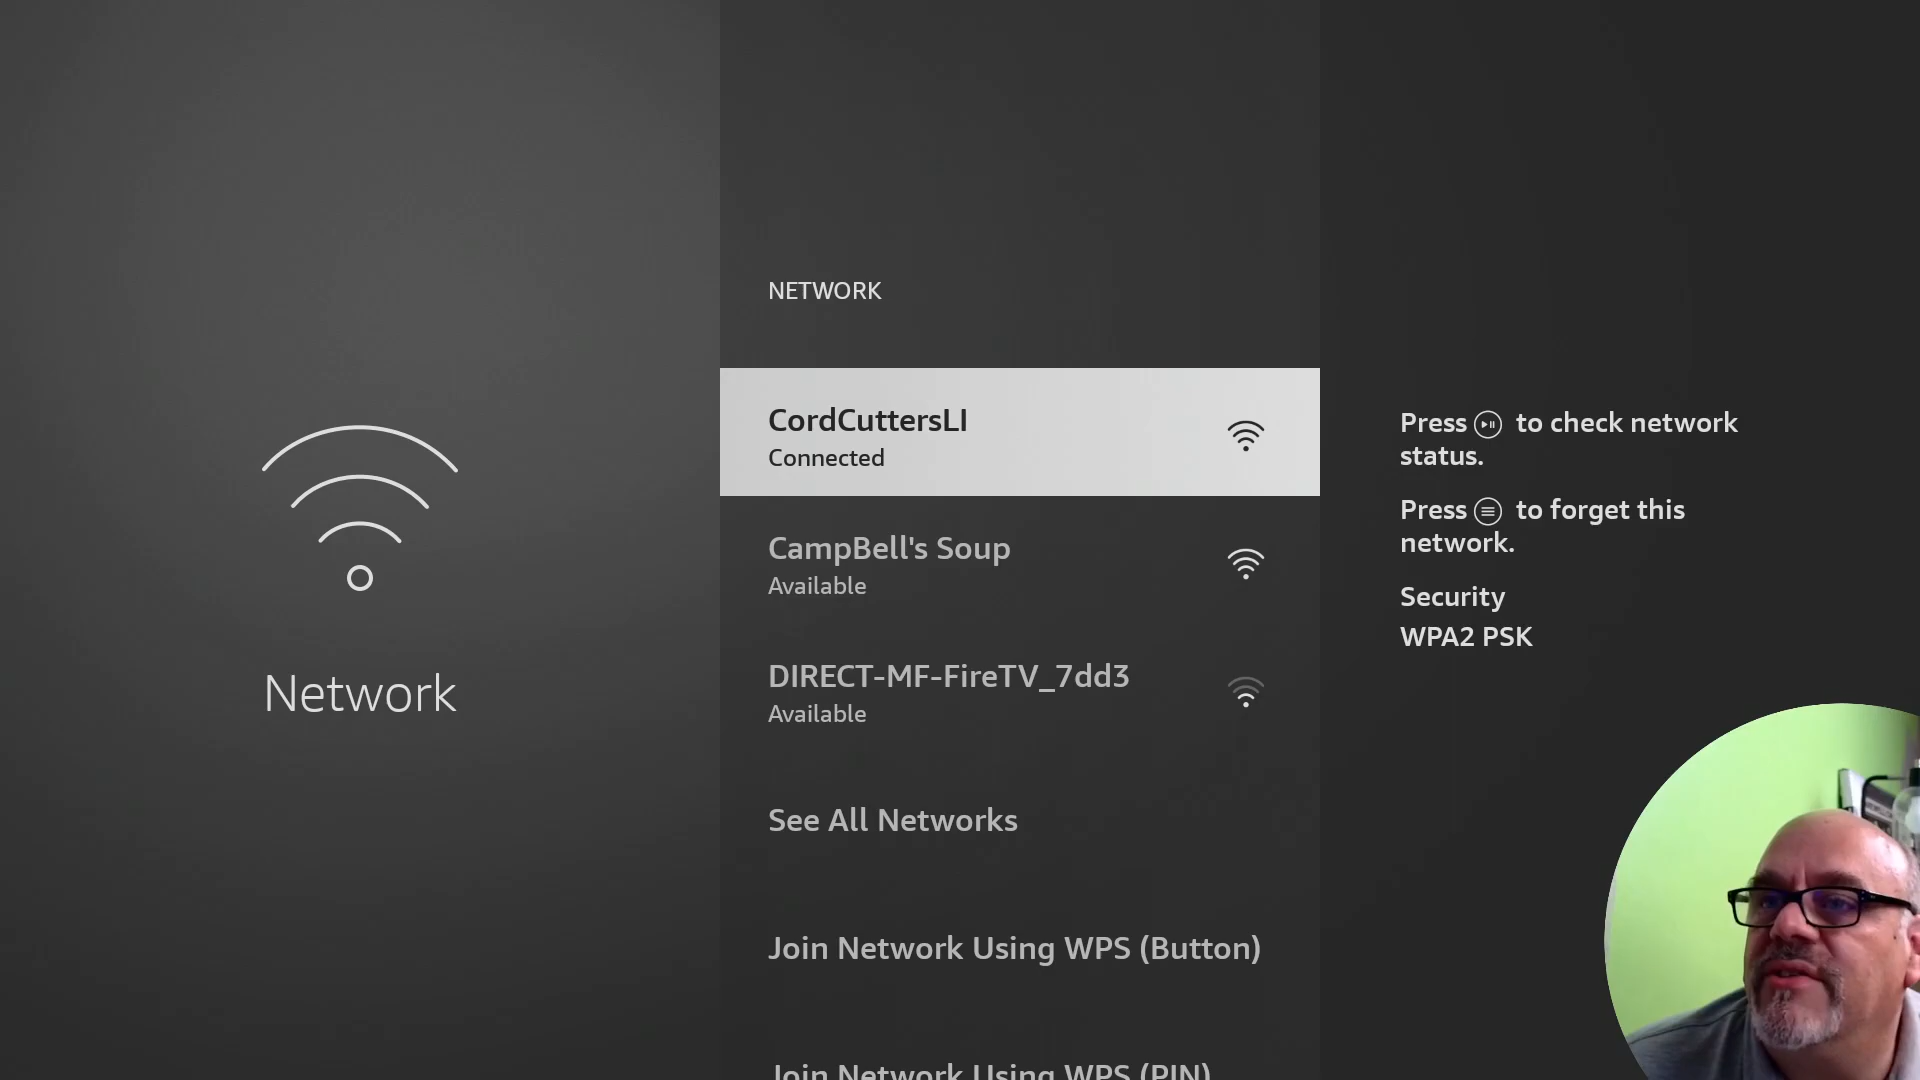 NETWORK
CordCuttersLI
Connected
CampBell's Soup
Available
DIRECT-MF-FireTV_7dd3
Available
See All Networks
Join Network Using WPS (Button)
Join Network Using WPS (PIN)
Network
Press to check network
status.
Press to forget this
network.
Security
WPA2 PSK